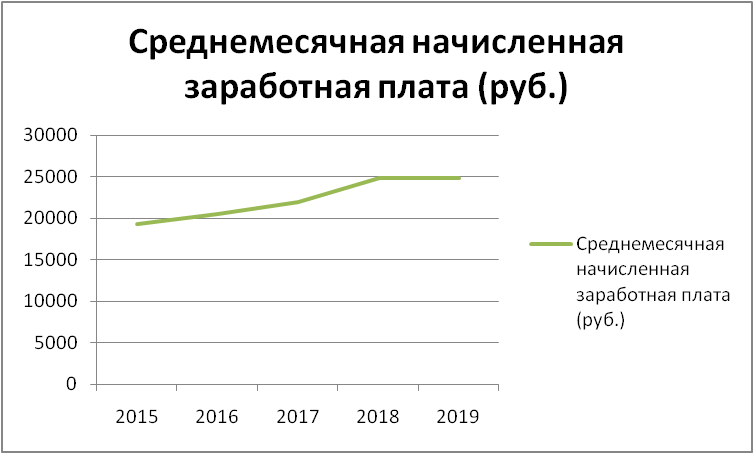 Среднемесячная начисленная
заработная плата (руб.)
30000
25000
20000
15000
10000
5000
0
2015 2016 2017 2018 2019
Среднемесячная
начисленная
заработная плата
(руб.)